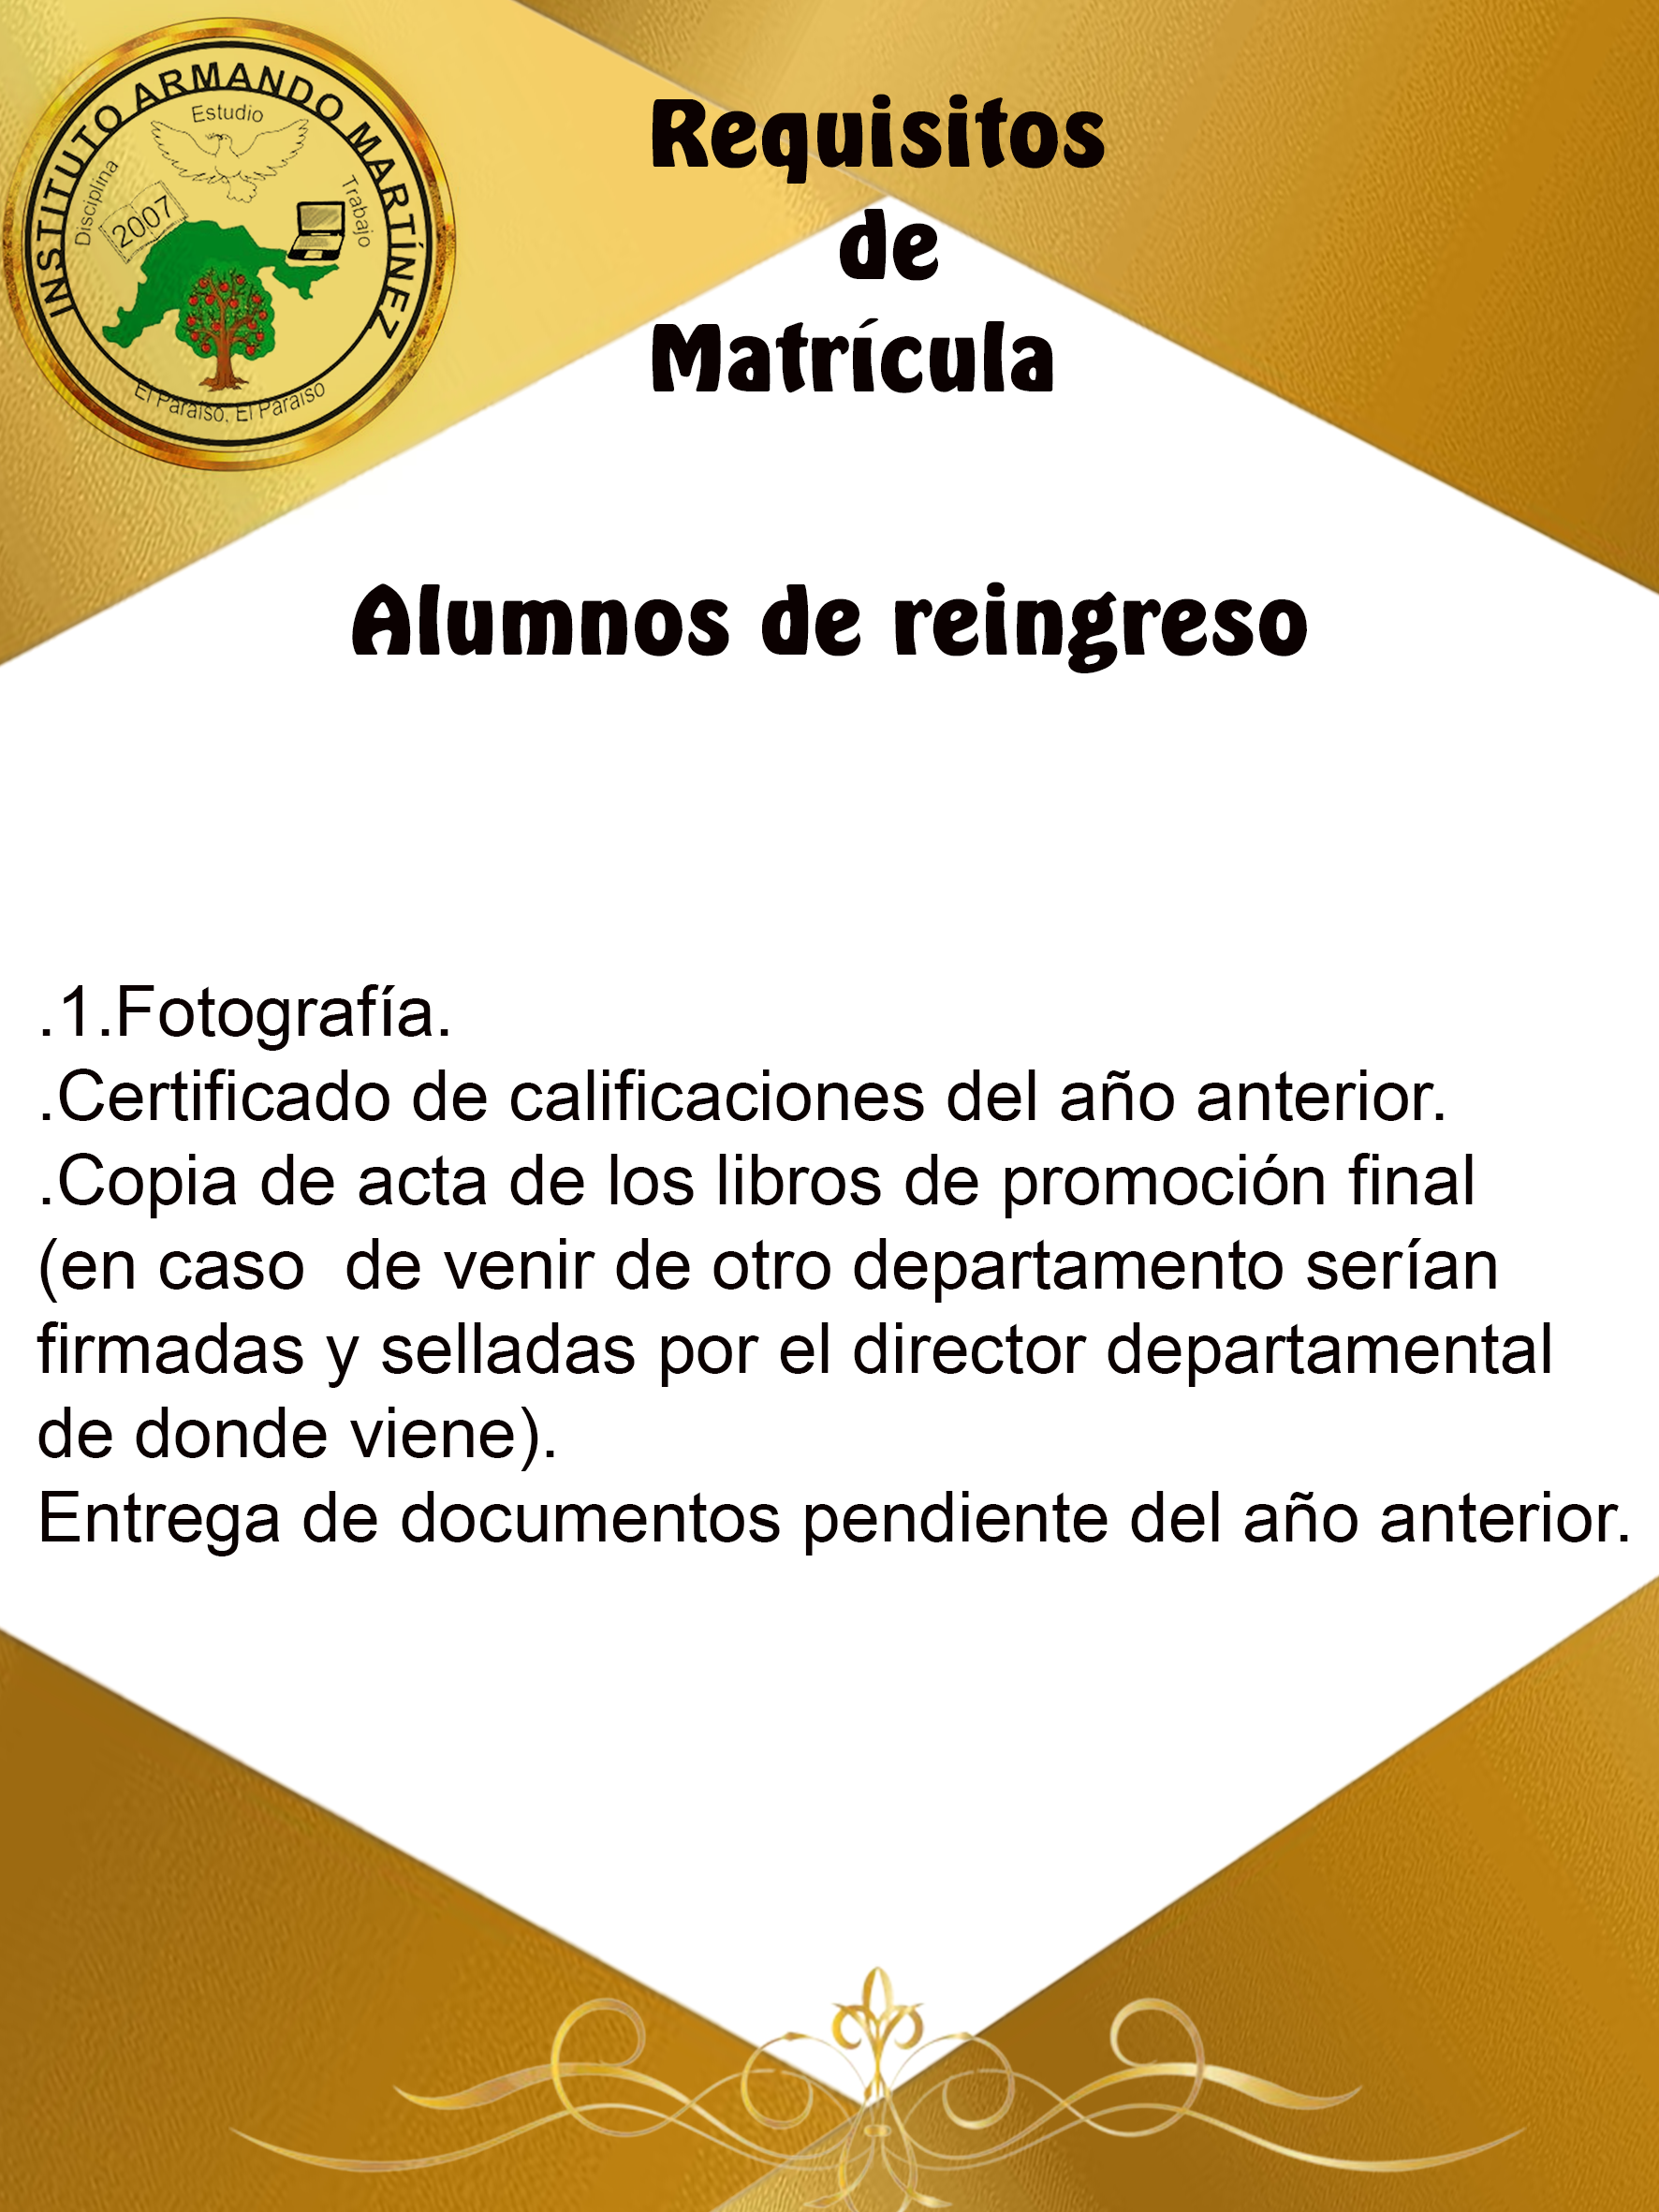 INSTITUTO ARMANDO MARTÍNEZ
Estudio
Disciplina
Trabajo
2007
El Paraíso, El Paraíso
Requisitos
de
Matrícula
Alumnos de reingreso
.1.Fotografía.
.Certificado de calificaciones del año anterior.
.Copia de acta de los libros de promoción final
(en caso  de venir de otro departamento serían
firmadas y selladas por el director departamental
de donde viene).
Entrega de documentos pendiente del año anterior.